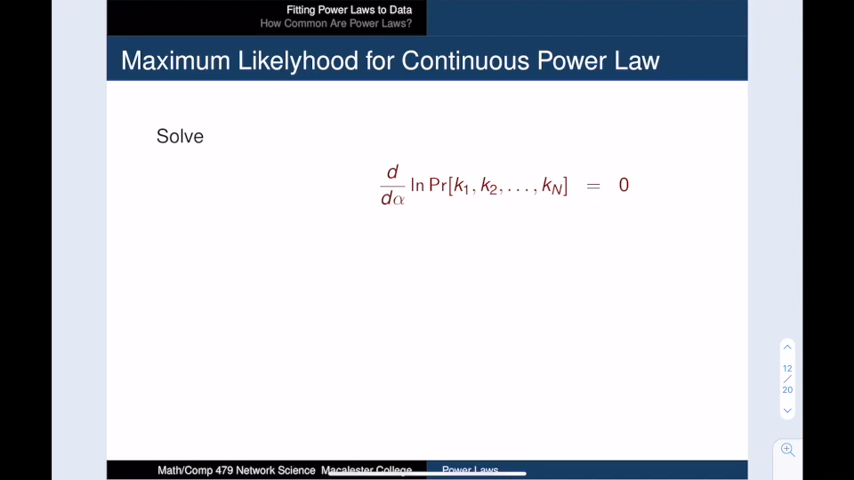 Fitting Power Laws to Data
How Common Are Power Laws?
Maximum Likelyhood for Continuous Power Law
Solve
d/dα ln Pr[k₁, k₂, . . . , k_N] = 0
12
/
20
Math/Comp 479 Network Science Macalester College Power Laws